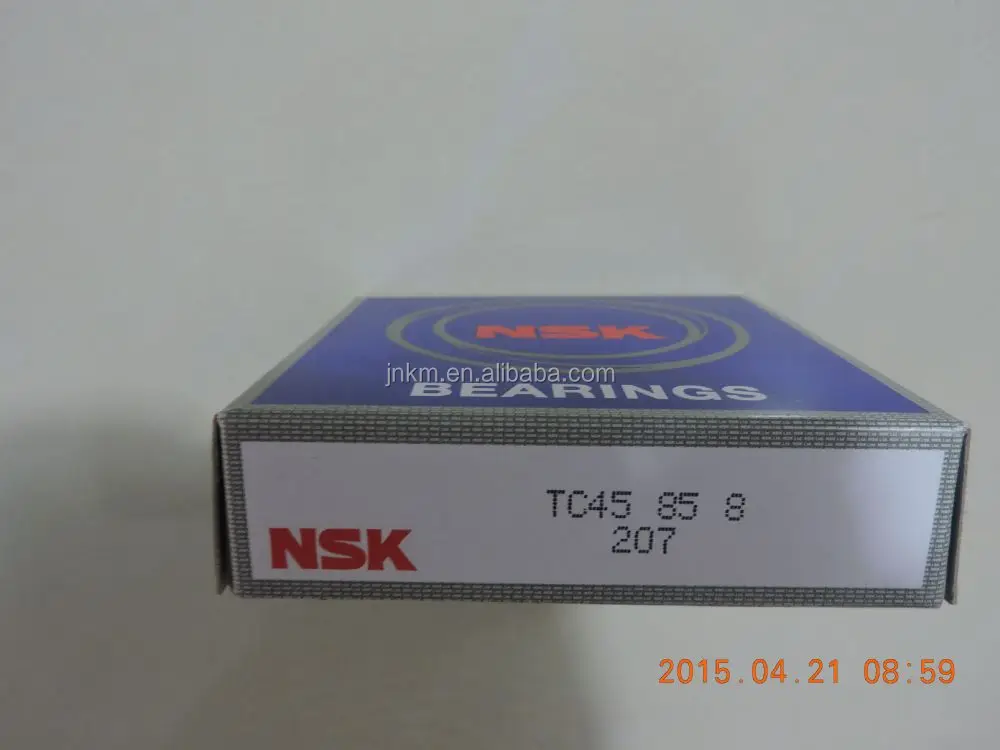 NSK
jnkm.en.alibaba.com
BEARINGS
TC45 85 8
NSK
207
2015.04.21 08:59